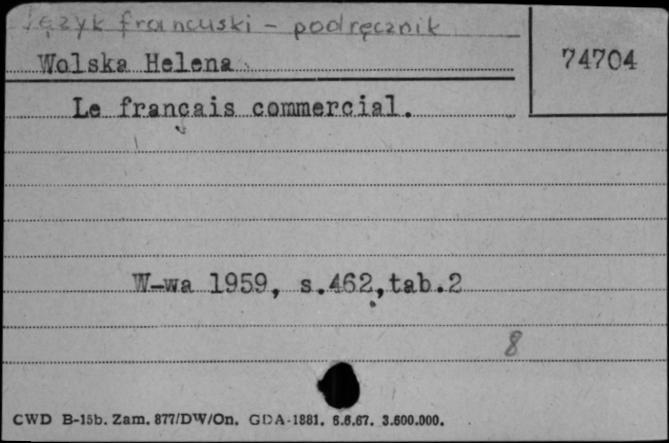 Język francuski - podręcznik
Wolska Helena
74704
Le français commercial.
W-wa 1959, s.462,tab.2
8
CWD B-15b. Zam. 877/DW/On. GDA-1881. 6.6.67. 3.600.000.